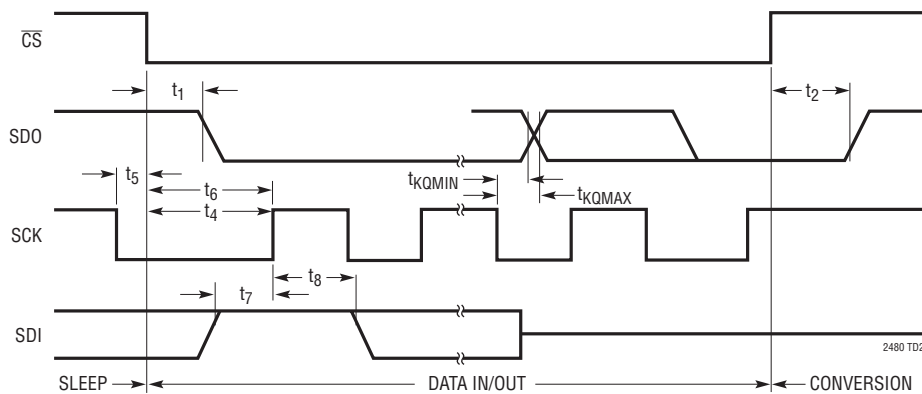 C̅S̅
t1
t2
SDO
t5
t6
tKQMIN
t4
tKQMAX
SCK
t8
t7
SDI
2480 TD2
SLEEP
DATA IN/OUT
CONVERSION